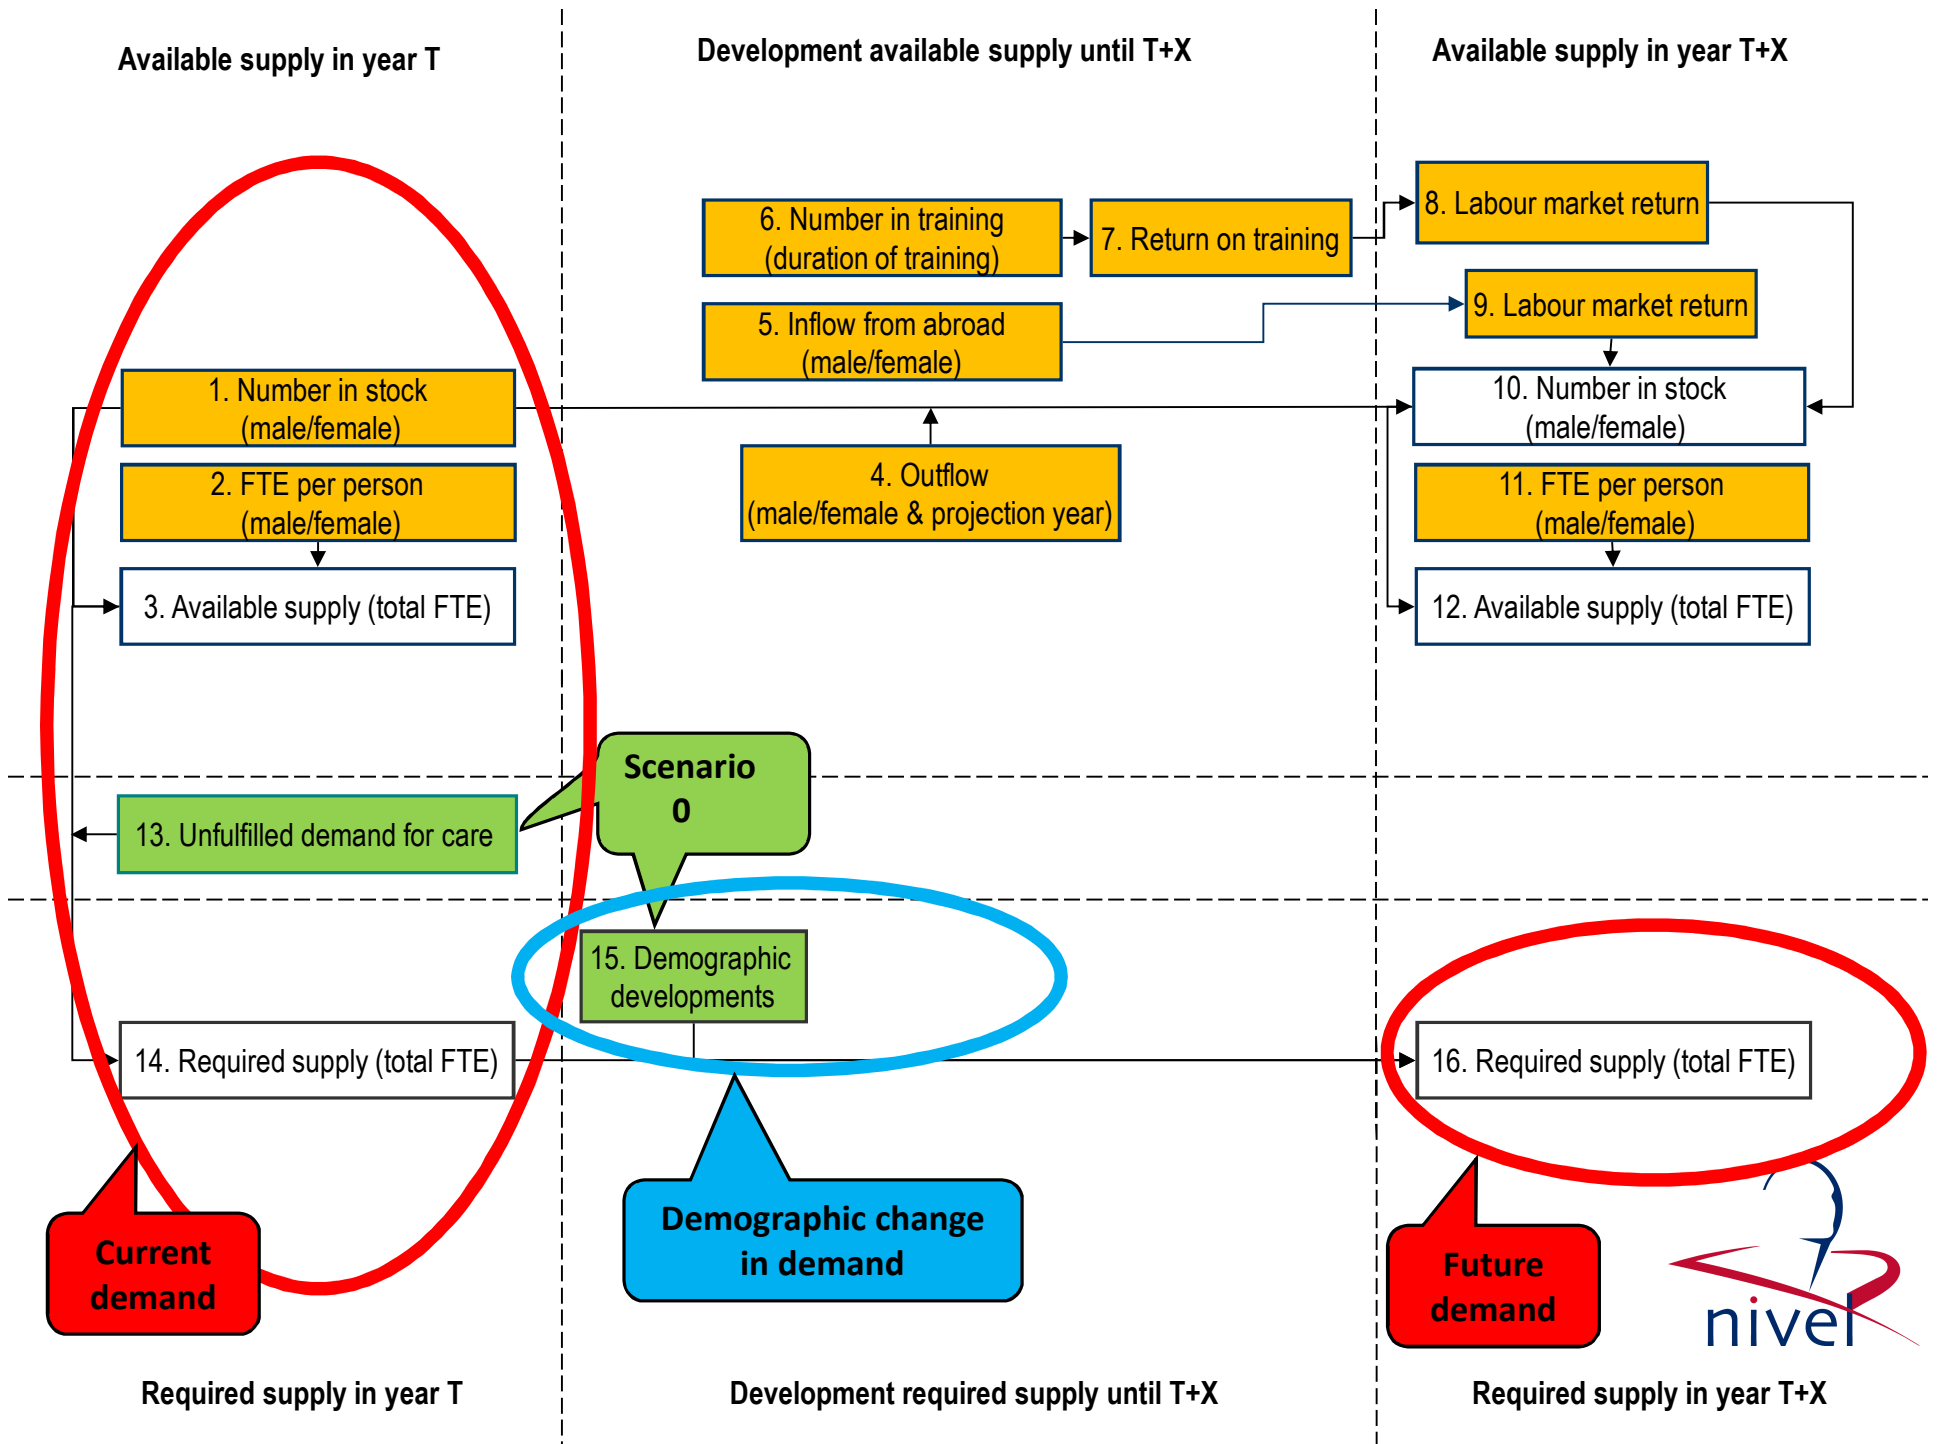 Available supply in year T
Development available supply until T+X
Available supply in year T+X
6. Number in training
(duration of training)
7. Return on training
8. Labour market return
5. Inflow from abroad
(male/female)
9. Labour market return
1. Number in stock
(male/female)
10. Number in stock
(male/female)
2. FTE per person
(male/female)
4. Outflow
(male/female & projection year)
11. FTE per person
(male/female)
3. Available supply (total FTE)
12. Available supply (total FTE)
Scenario
0
13. Unfulfilled demand for care
15. Demographic
developments
14. Required supply (total FTE)
16. Required supply (total FTE)
Current
demand
Demographic change
in demand
Future
demand
nivel
Required supply in year T
Development required supply until T+X
Required supply in year T+X